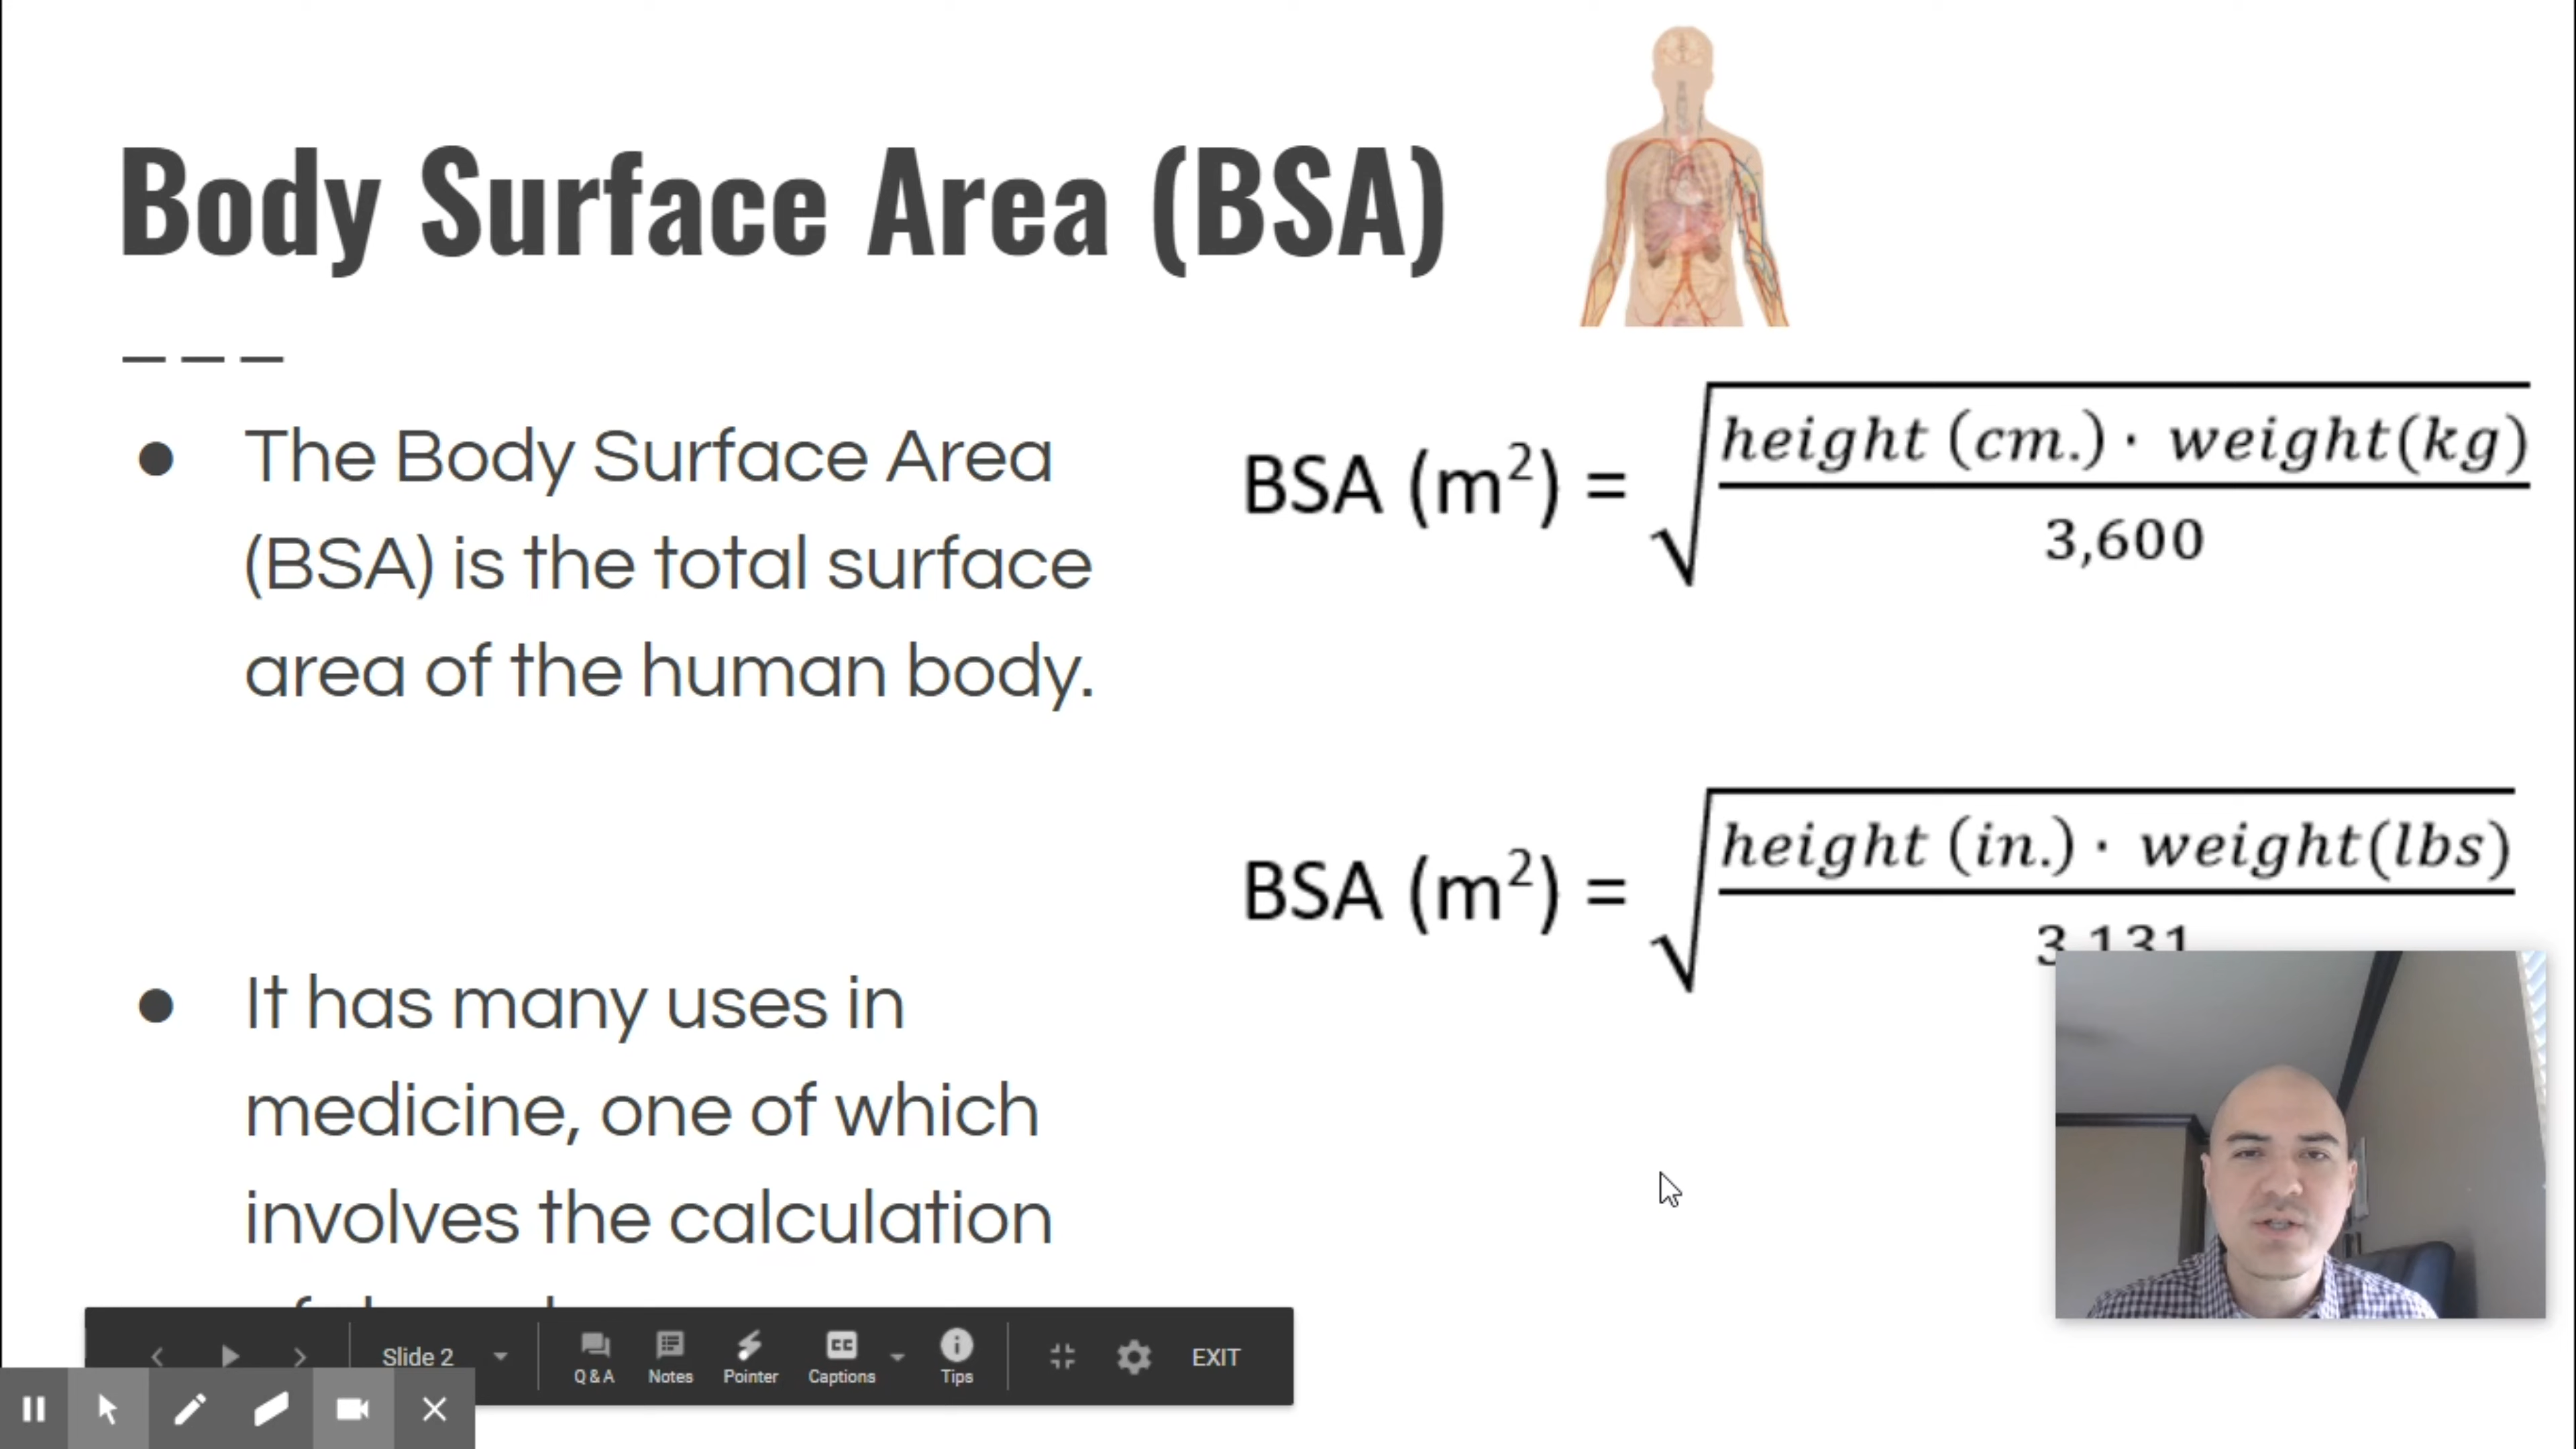 Body Surface Area (BSA)
● The Body Surface Area
(BSA) is the total surface
area of the human body.
● It has many uses in
medicine, one of which
involves the calculation
BSA (m²) = √(height (cm.) · weight(kg) / 3,600)
BSA (m²) = √(height (in.) · weight(lbs) / 3,131)
Slide 2
Q & A
Notes
Pointer
CC
Captions
Tips
EXIT